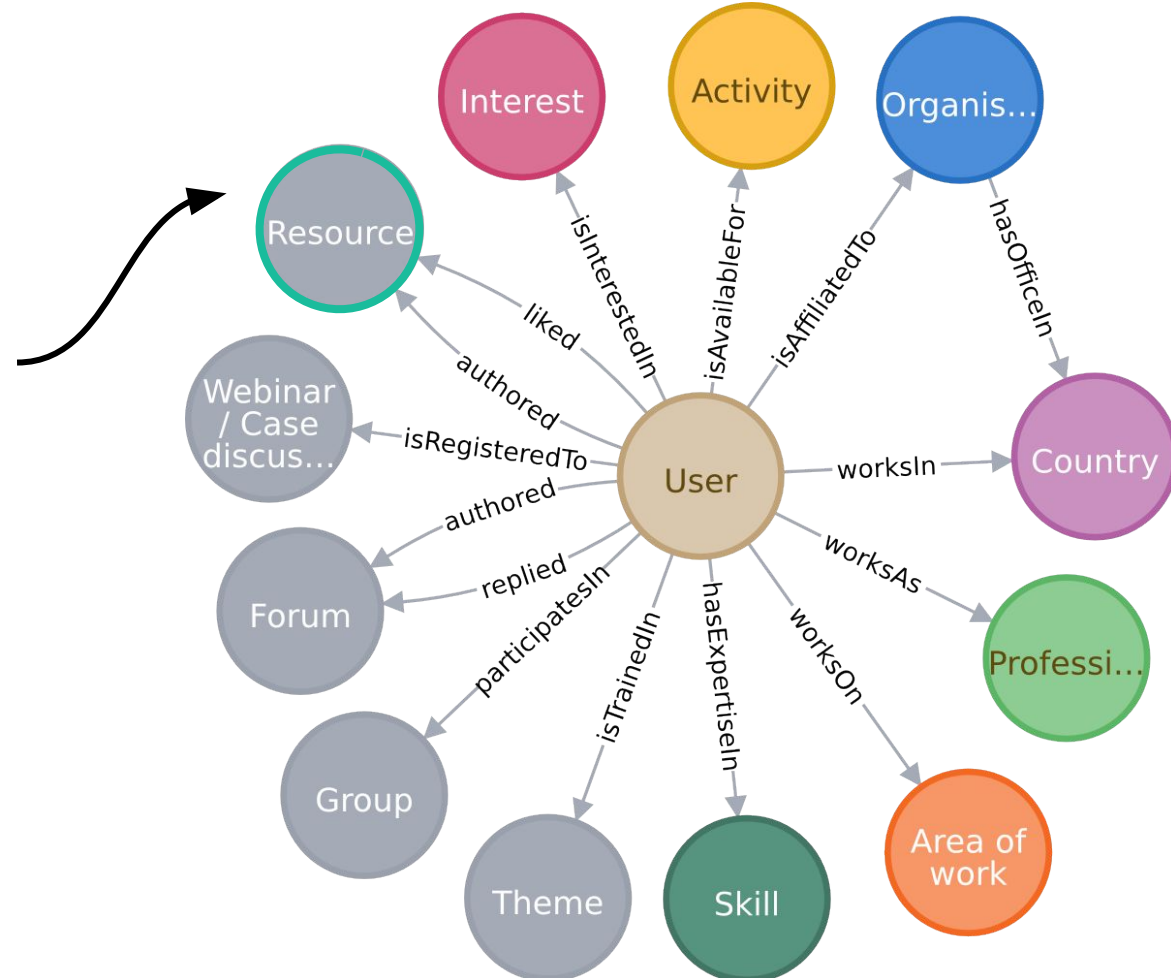 Interest
Activity
Organis...
Resource
isInterestedIn
isAvailableFor
isAffiliatedTo
hasOfficeIn
liked
authored
Webinar
/ Case
discus...
isRegisteredTo
User
worksIn
Country
authored
replied
Forum
participatesIn
isTrainedIn
hasExpertiseIn
worksOn
worksAs
Professi...
Group
Theme
Skill
Area of
work